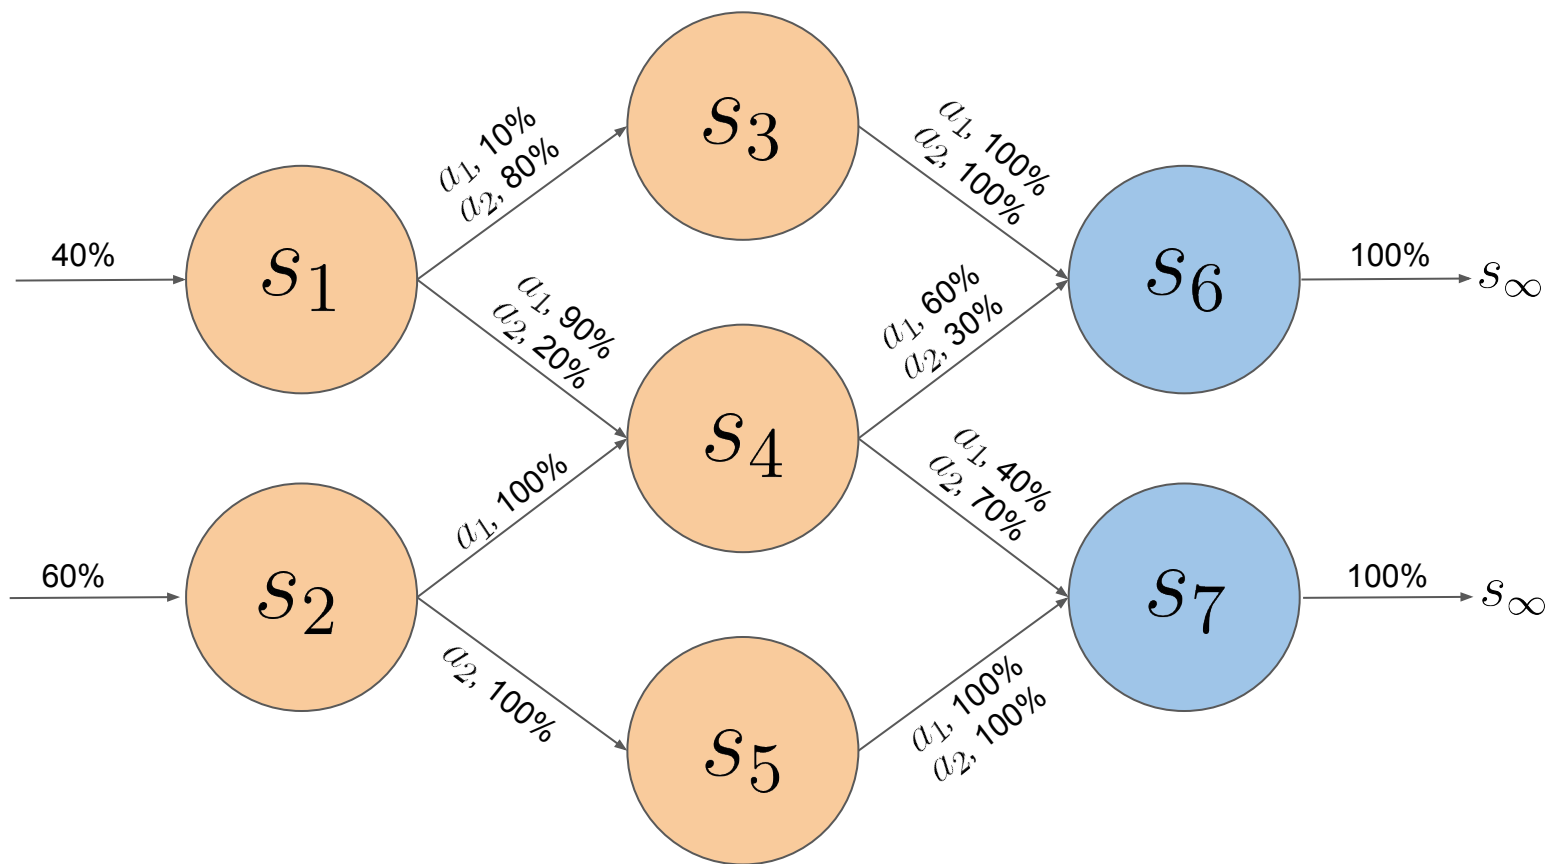 s₃
a₁, 10%
a₂, 80%
a₁, 100%
a₂, 100%
40%
s₁
s₆
100%
s∞
a₁, 90%
a₂, 20%
a₁, 60%
a₂, 30%
s₄
a₁, 100%
a₁, 40%
a₂, 70%
60%
s₂
s₇
100%
s∞
a₂, 100%
s₅
a₁, 100%
a₂, 100%